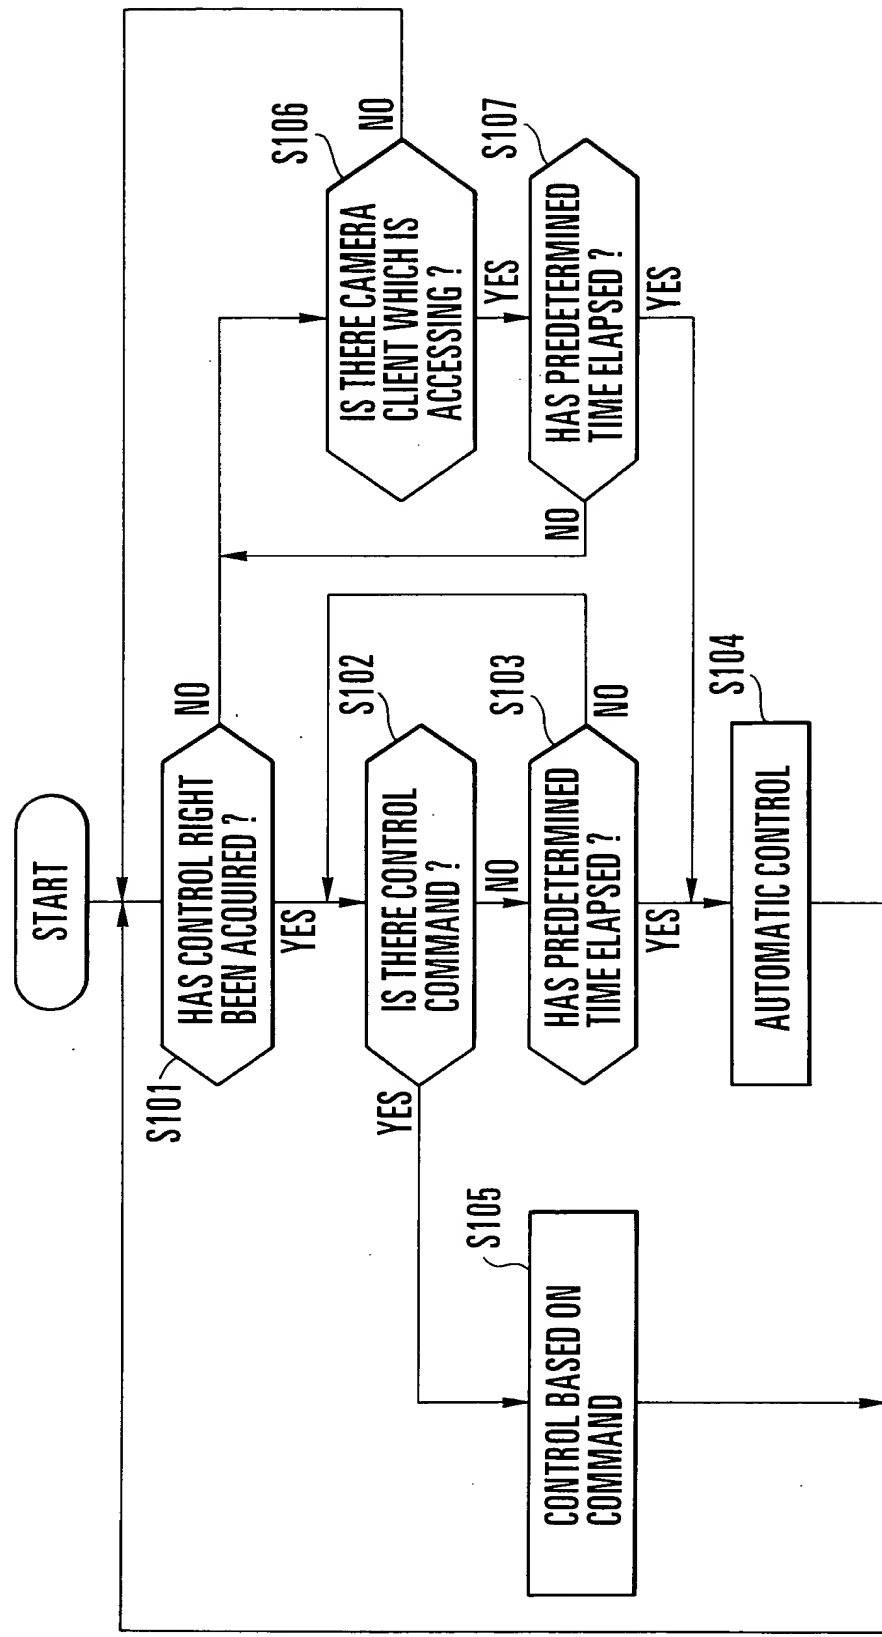 START
S101
HAS CONTROL RIGHT
BEEN ACQUIRED ?
NO
YES
S102
IS THERE CONTROL
COMMAND ?
YES
NO
S103
HAS PREDETERMINED
TIME ELAPSED ?
NO
YES
S104
AUTOMATIC CONTROL
S105
CONTROL BASED ON
COMMAND
S106
IS THERE CAMERA
CLIENT WHICH IS
ACCESSING ?
NO
YES
S107
HAS PREDETERMINED
TIME ELAPSED ?
NO
YES